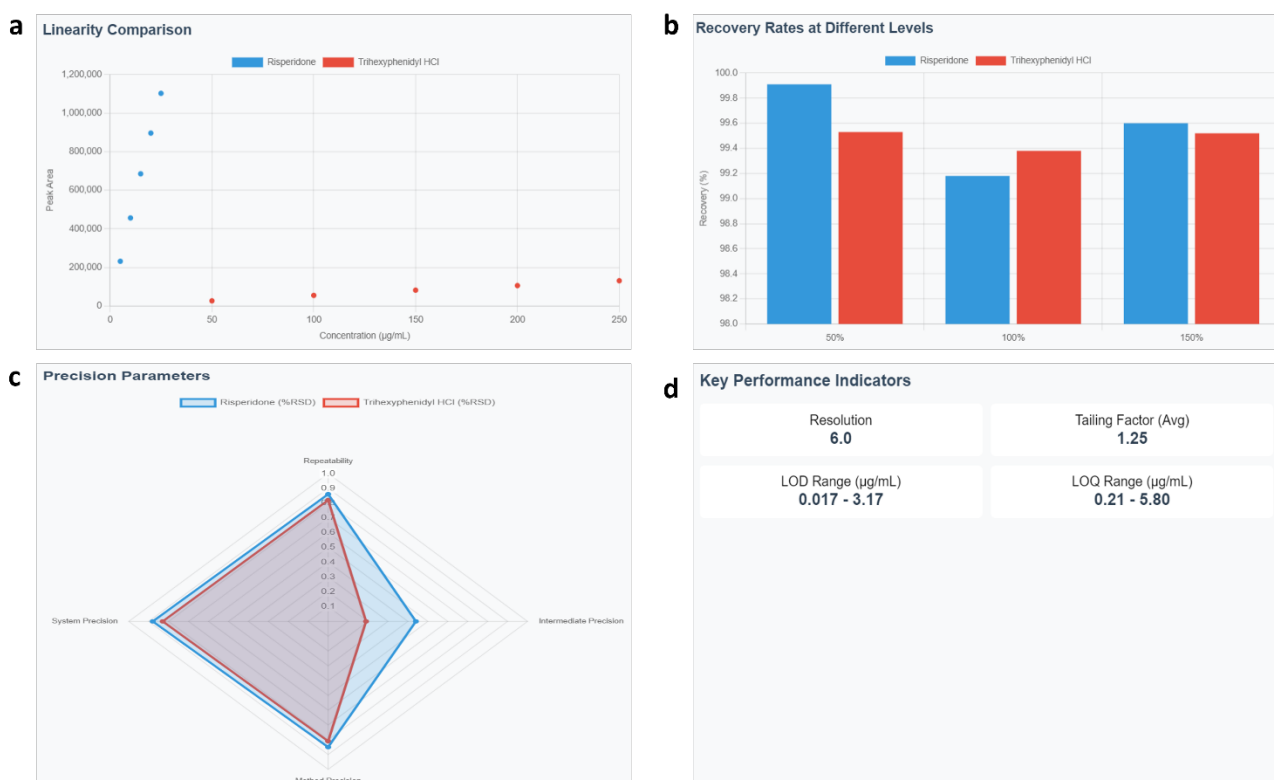 a
Linearity Comparison
Risperidone
Trihexyphenidyl HCl
1,200,000
1,000,000
800,000
600,000
400,000
200,000
0
Peak Area
0
50
100
150
200
250
Concentration (µg/mL)
b
Recovery Rates at Different Levels
Risperidone
Trihexyphenidyl HCl
100.0
99.8
99.6
99.4
99.2
99.0
98.8
98.6
98.4
98.2
98.0
Recovery (%)
50%
100%
150%
c
Precision Parameters
Risperidone (%RSD)
Trihexyphenidyl HCl (%RSD)
Repeatability
1.0
0.9
0.7
0.6
0.5
0.4
0.3
0.2
0.1
System Precision
Intermediate Precision
Method Precision
d
Key Performance Indicators
Resolution
6.0
Tailing Factor (Avg)
1.25
LOD Range (µg/mL)
0.017 - 3.17
LOQ Range (µg/mL)
0.21 - 5.80